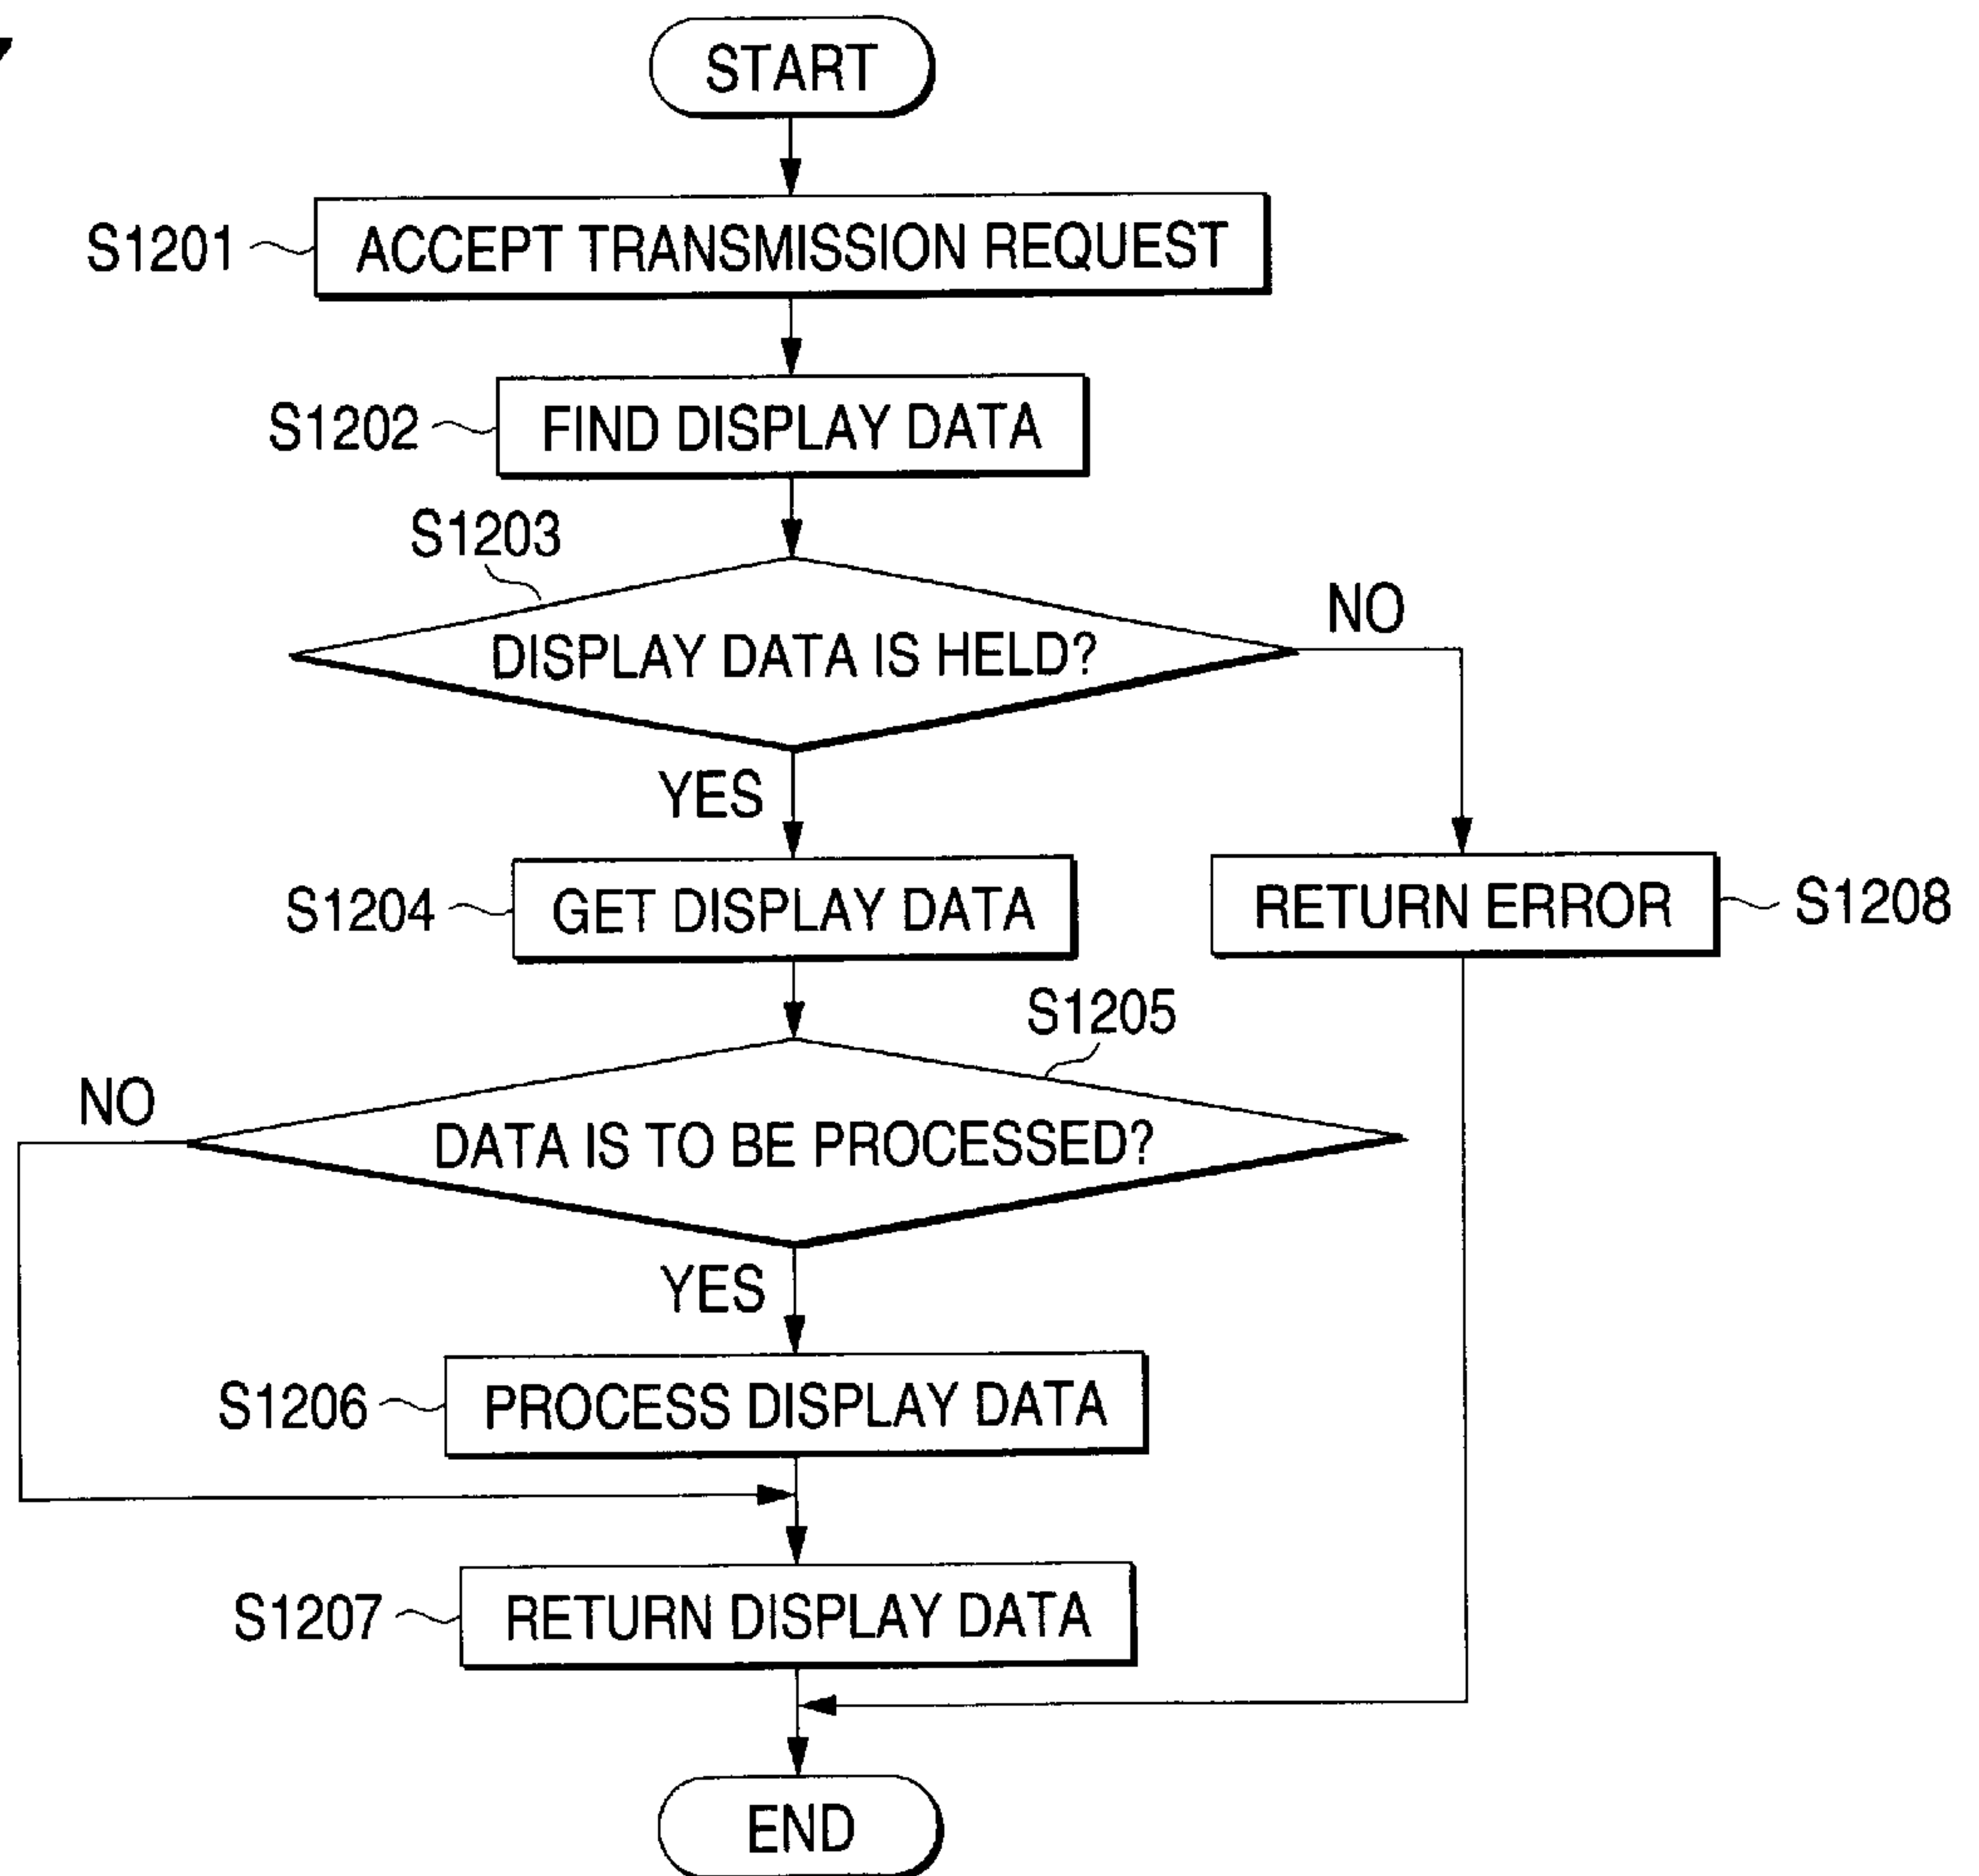 START
S1201
ACCEPT TRANSMISSION REQUEST
S1202
FIND DISPLAY DATA
S1203
DISPLAY DATA IS HELD?
NO
YES
S1204
GET DISPLAY DATA
RETURN ERROR
S1208
S1205
NO
DATA IS TO BE PROCESSED?
YES
S1206
PROCESS DISPLAY DATA
S1207
RETURN DISPLAY DATA
END